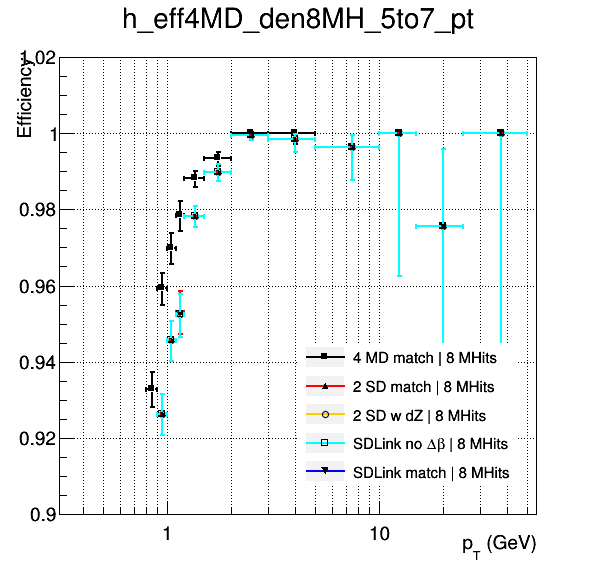 h_eff4MD_den8MH_5to7_pt
Efficiency
1.02
1
0.98
0.96
0.94
0.92
0.9
4 MD match | 8 MHits
2 SD match | 8 MHits
2 SD w dZ | 8 MHits
SDLink no Δβ | 8 MHits
SDLink match | 8 MHits
1
10
p_T (GeV)